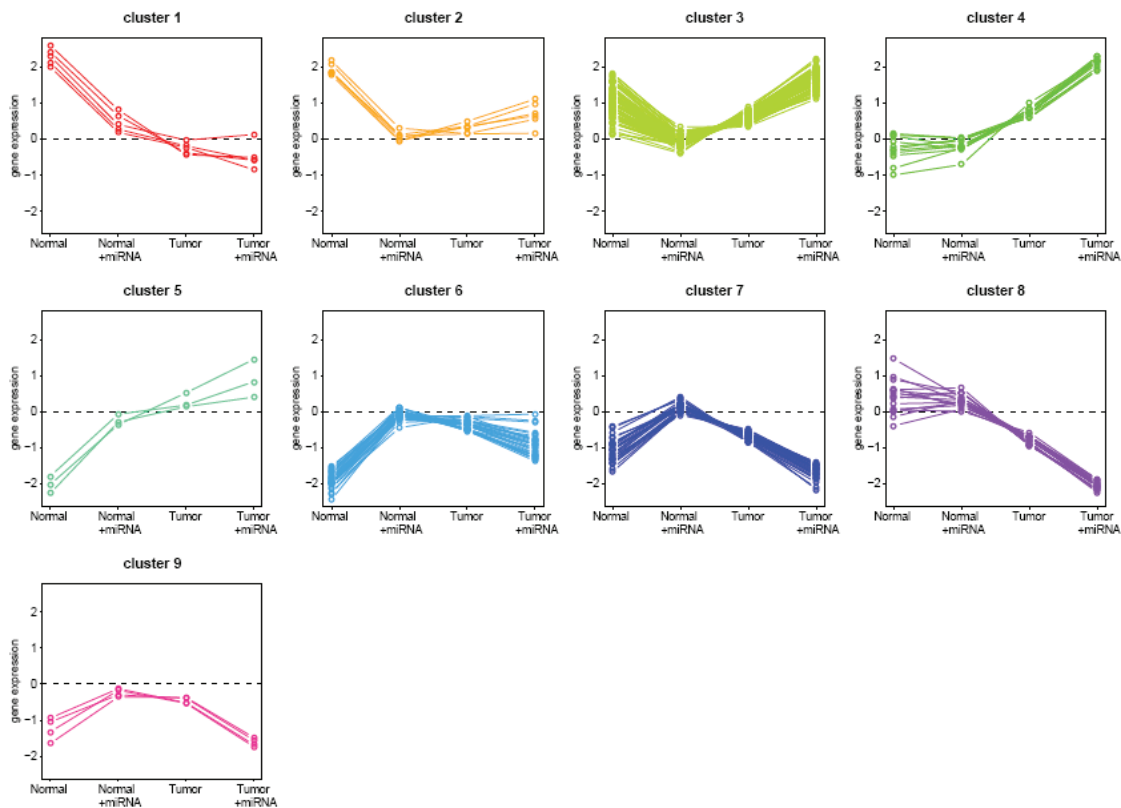 cluster 1
cluster 2
cluster 3
cluster 4
gene expression
2
1
0
−1
−2
Normal
Normal
+miRNA
Tumor
Tumor
+miRNA
gene expression
2
1
0
−1
−2
Normal
Normal
+miRNA
Tumor
Tumor
+miRNA
gene expression
2
1
0
−1
−2
Normal
Normal
+miRNA
Tumor
Tumor
+miRNA
gene expression
2
1
0
−1
−2
Normal
Normal
+miRNA
Tumor
Tumor
+miRNA
cluster 5
cluster 6
cluster 7
cluster 8
gene expression
2
1
0
−1
−2
Normal
Normal
+miRNA
Tumor
Tumor
+miRNA
gene expression
2
1
0
−1
−2
Normal
Normal
+miRNA
Tumor
Tumor
+miRNA
gene expression
2
1
0
−1
−2
Normal
Normal
+miRNA
Tumor
Tumor
+miRNA
gene expression
2
1
0
−1
−2
Normal
Normal
+miRNA
Tumor
Tumor
+miRNA
cluster 9
gene expression
2
1
0
−1
−2
Normal
Normal
+miRNA
Tumor
Tumor
+miRNA